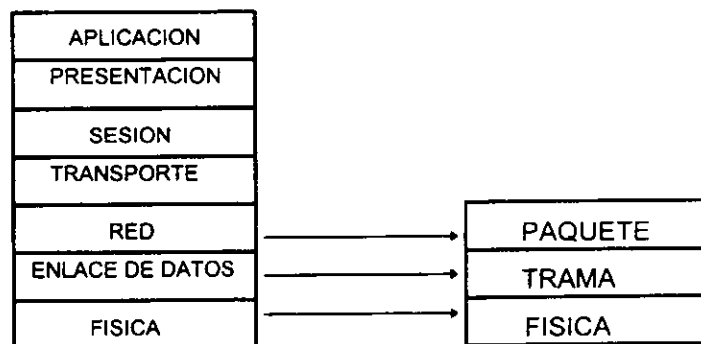 APLICACION
PRESENTACION
SESION
TRANSPORTE
RED
ENLACE DE DATOS
FISICA
PAQUETE
TRAMA
FISICA